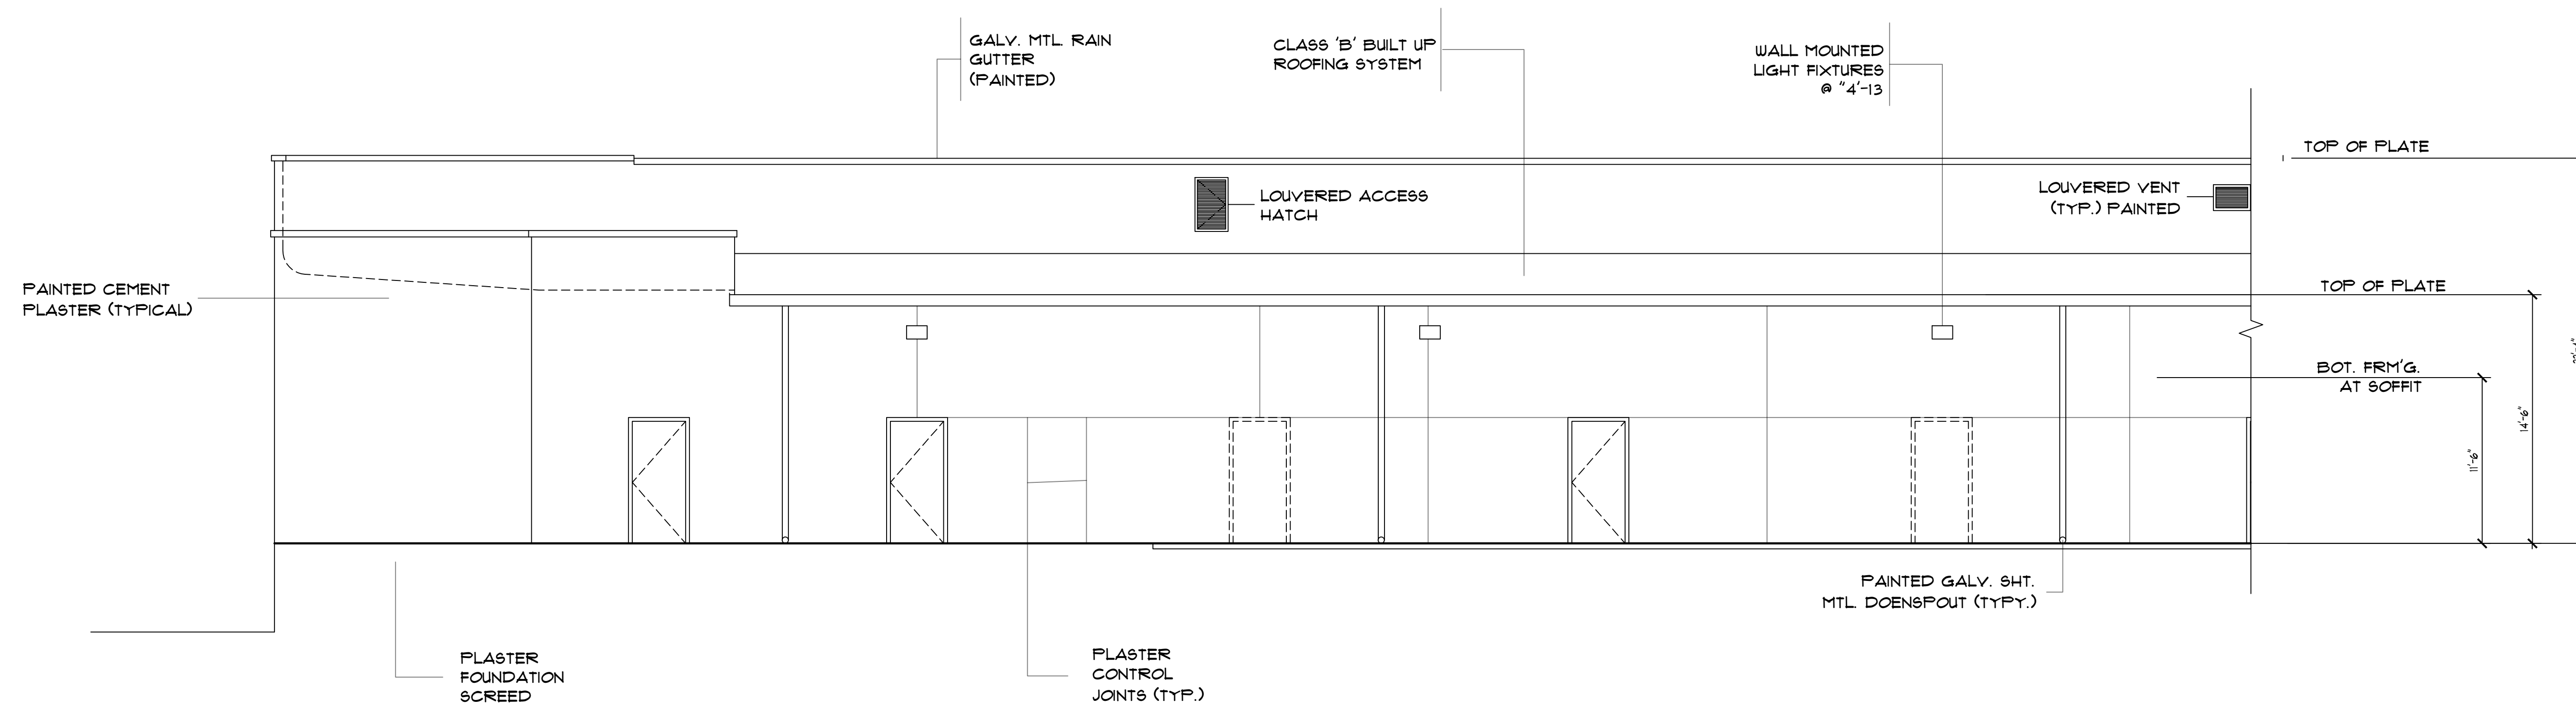 GALV. MTL. RAIN
GUTTER
(PAINTED)
CLASS 'B' BUILT UP
ROOFING SYSTEM
WALL MOUNTED
LIGHT FIXTURES
@ "4'-13
TOP OF PLATE
LOUVERED ACCESS
HATCH
LOUVERED VENT
(TYP.) PAINTED
PAINTED CEMENT
PLASTER (TYPICAL)
TOP OF PLATE
BOT. FRM'G.
AT SOFFIT
14'-6"
11'-6"
PAINTED GALV. SHT.
MTL. DOENSPOUT (TYPY.)
PLASTER
FOUNDATION
SCREED
PLASTER
CONTROL
JOINTS (TYP.)